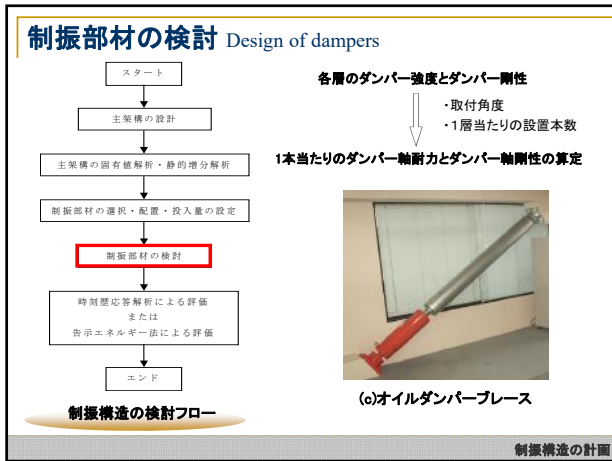 制振部材の検討 Design of dampers
スタート
主架構の設計
主架構の固有値解析・静的増分解析
制振部材の選択・配置・投入量の設定
制振部材の検討
時刻歴応答解析による評価
または
告示エネルギー法による評価
エンド
制振構造の検討フロー
各層のダンパー強度とダンパー剛性
・取付角度
・1層当たりの設置本数
1本当たりのダンパー軸耐力とダンパー軸剛性の算定
(c)オイルダンパーブレース
制振構造の計画